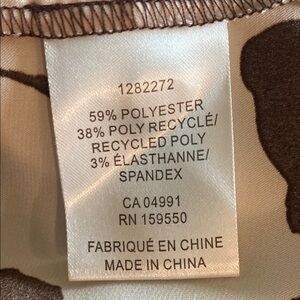 1282272
59% POLYESTER
38% POLY RECYCLÉ/
RECYCLED POLY
3% ÉLASTHANNE/
SPANDEX
CA 04991
RN 159550
FABRIQUÉ EN CHINE
MADE IN CHINA